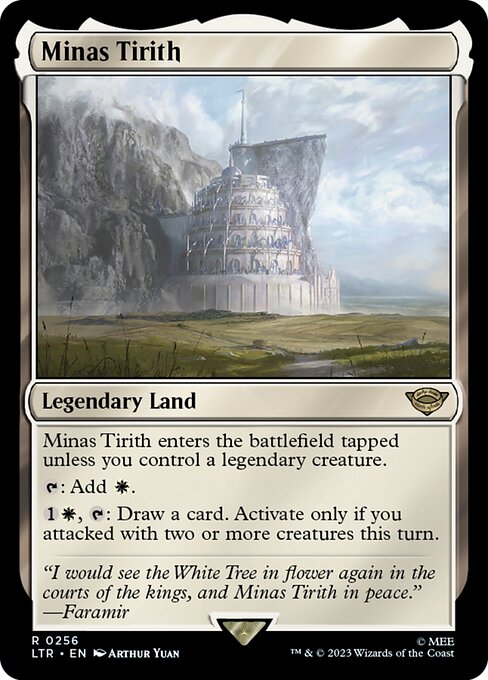 Minas Tirith
Legendary Land
Minas Tirith enters the battlefield tapped
unless you control a legendary creature.
: Add .
1, : Draw a card. Activate only if you
attacked with two or more creatures this turn.
“I would see the White Tree in flower again in the
courts of the kings, and Minas Tirith in peace.”
—Faramir
R 0256
LTR • EN Arthur Yuan
© MEE
™ & © 2023 Wizards of the Coast